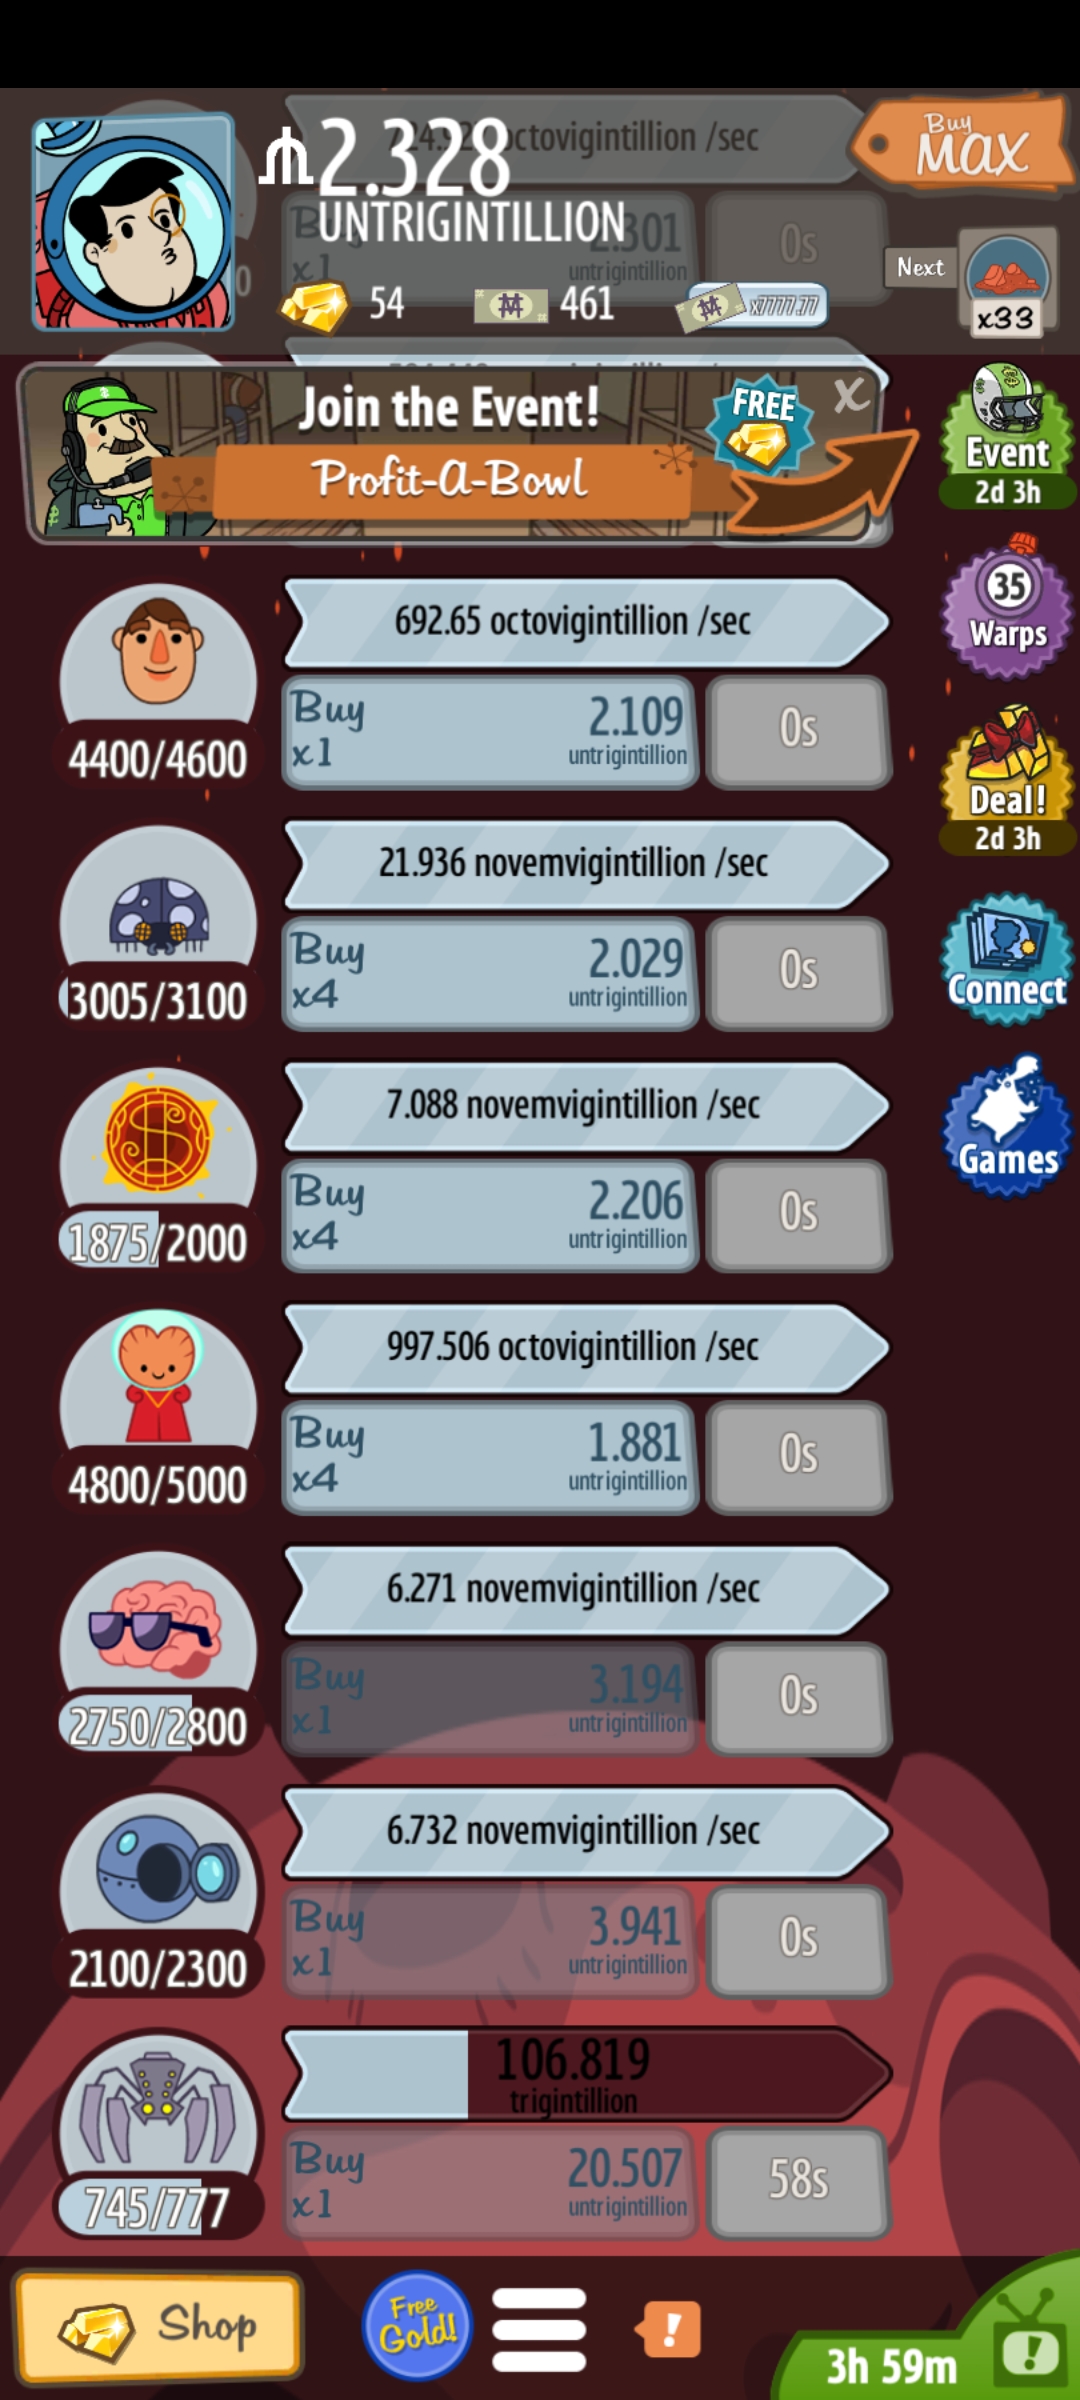 octovigintillion /sec
Buy
MAX
2.328
UNTRIGINTILLION
2.301
untrigintillion
x1
0s
Next
x33
54
461
x7777.77
Join the Event!
FREE
X
Profit-A-Bowl
Event
2d 3h
35
Warps
Deal!
2d 3h
Connect
Games
692.65 octovigintillion /sec
Buy
x1
2.109
untrigintillion
0s
4400/4600
21.936 novemvigintillion /sec
Buy
x4
2.029
untrigintillion
0s
3005/3100
7.088 novemvigintillion /sec
Buy
x4
2.206
untrigintillion
0s
1875/2000
997.506 octovigintillion /sec
Buy
x4
1.881
untrigintillion
0s
4800/5000
6.271 novemvigintillion /sec
Buy
x1
3.194
untrigintillion
0s
2750/2800
6.732 novemvigintillion /sec
Buy
x1
3.941
untrigintillion
0s
2100/2300
106.819
trigintillion
Buy
x1
20.507
untrigintillion
58s
745/777
Shop
Free
Gold!
!
3h 59m
!